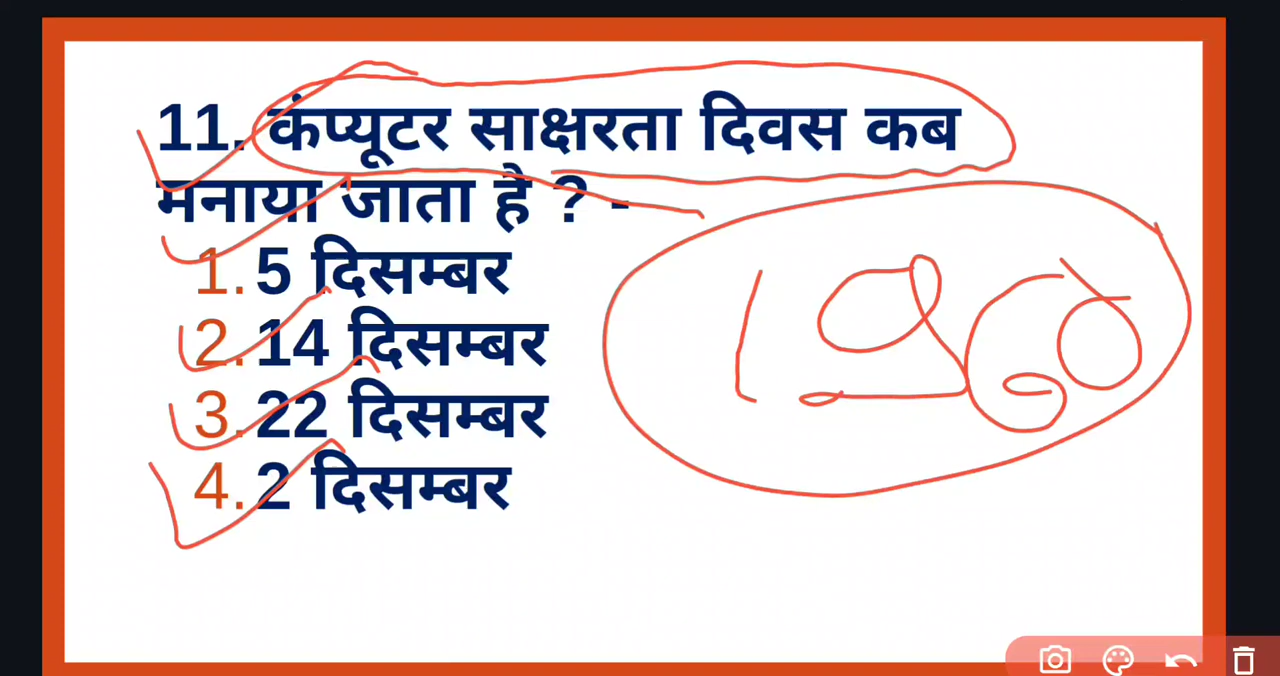 11. कंप्यूटर साक्षरता दिवस कब
मनाया जाता है ? -
1. 5 दिसम्बर
2. 14 दिसम्बर
3. 22 दिसम्बर
4. 2 दिसम्बर
1960